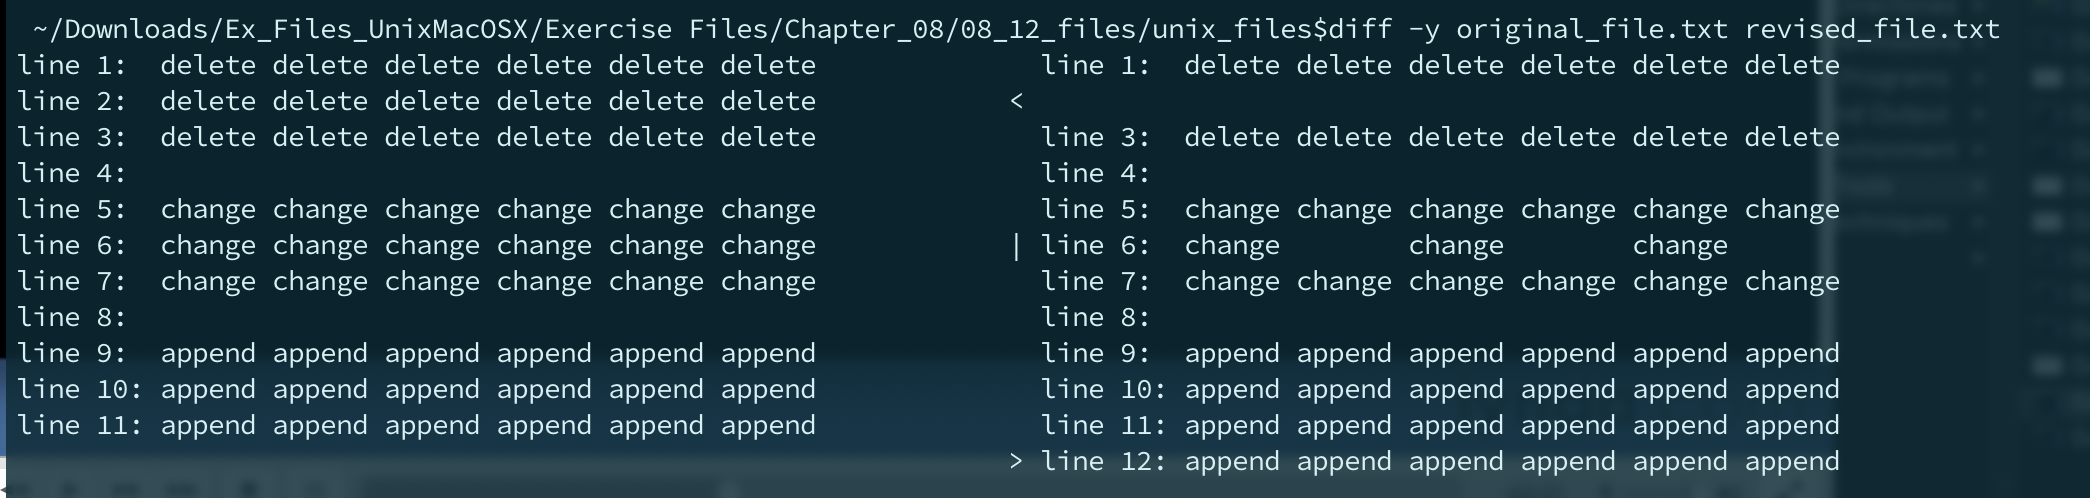 ~/Downloads/Ex_Files_UnixMacOSX/Exercise Files/Chapter_08/08_12_files/unix_files$diff -y original_file.txt revised_file.txt
line 1:  delete delete delete delete delete delete              line 1:  delete delete delete delete delete delete
line 2:  delete delete delete delete delete delete            <
line 3:  delete delete delete delete delete delete              line 3:  delete delete delete delete delete delete
line 4:                                                         line 4:
line 5:  change change change change change change              line 5:  change change change change change change
line 6:  change change change change change change            | line 6:  change        change        change
line 7:  change change change change change change              line 7:  change change change change change change
line 8:                                                         line 8:
line 9:  append append append append append append              line 9:  append append append append append append
line 10: append append append append append append              line 10: append append append append append append
line 11: append append append append append append              line 11: append append append append append append
                                                              > line 12: append append append append append append